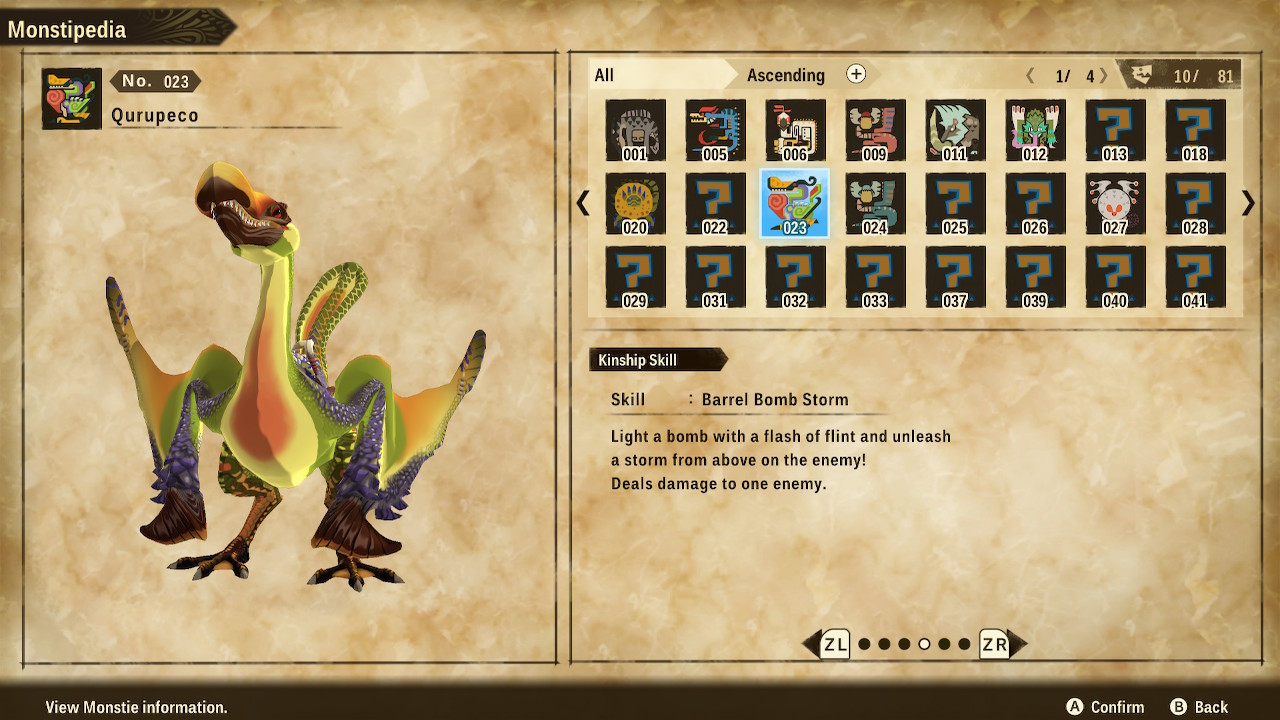 Monstipedia
No. 023
Qurupeco
All
Ascending
1/ 4
10/ 81
001 005 006 009 011 012 013 018
020 022 023 024 025 026 027 028
029 031 032 033 037 039 040 041
Kinship Skill
Skill : Barrel Bomb Storm
Light a bomb with a flash of flint and unleash
a storm from above on the enemy!
Deals damage to one enemy.
ZL ZR
View Monstie information.
A Confirm B Back